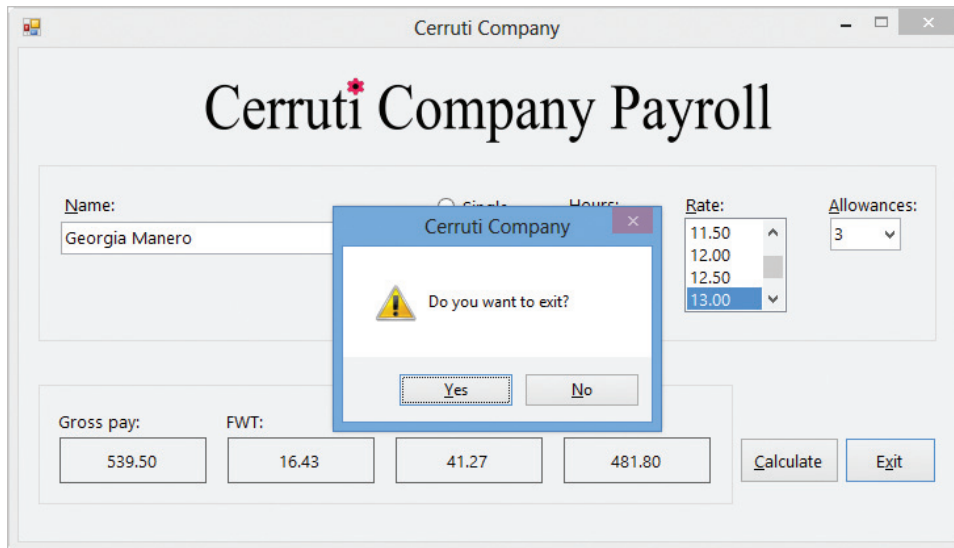 Cerruti Company
Cerruti Company Payroll
Name:
Single
Hours:
Rate:
Allowances:
Georgia Manero
11.50
12.00
12.50
13.00
3
Cerruti Company
Do you want to exit?
Yes
No
Gross pay:
FWT:
539.50
16.43
41.27
481.80
Calculate
Exit